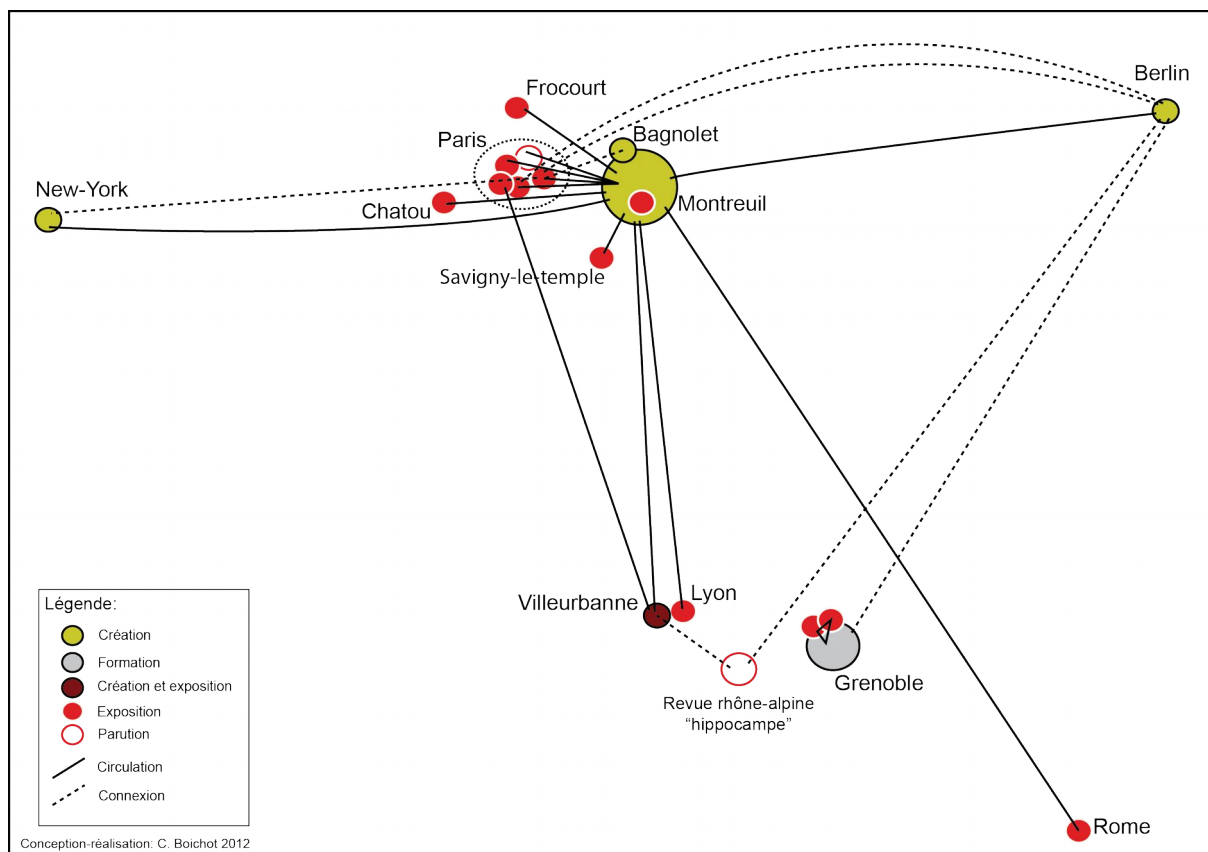 Frocourt
Berlin
Paris
Bagnolet
New-York
Chatou
Montreuil
Savigny-le-temple
Villeurbanne
Lyon
Grenoble
Revue rhône-alpine
“hippocampe”
Rome
Légende:
Création
Formation
Création et exposition
Exposition
Parution
Circulation
Connexion
Conception-réalisation: C. Boichot 2012